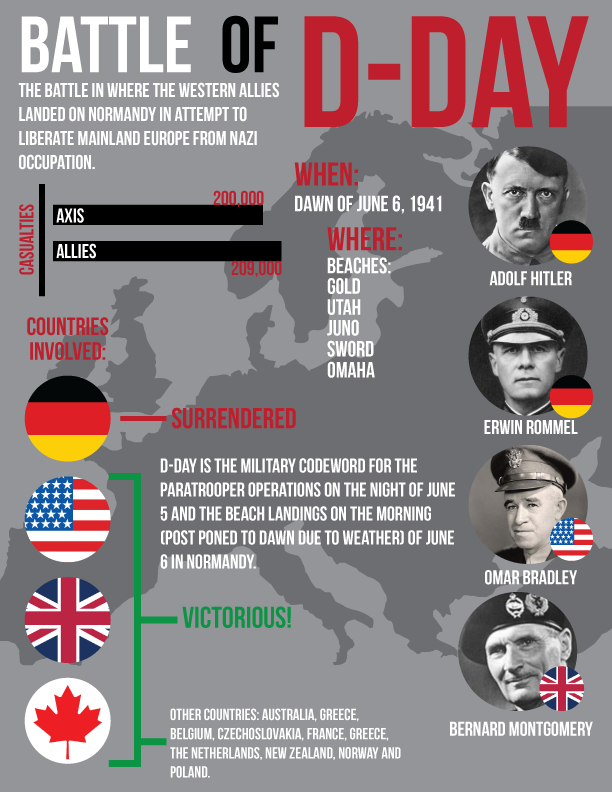 BATTLE OF
D-DAY
THE BATTLE IN WHERE THE WESTERN ALLIES
LANDED ON NORMANDY IN ATTEMPT TO
LIBERATE MAINLAND EUROPE FROM NAZI
OCCUPATION.
CASUALTIES
200,000
AXIS
ALLIES
209,000
WHEN:
DAWN OF JUNE 6, 1941
WHERE:
BEACHES:
GOLD
UTAH
JUNO
SWORD
OMAHA
ADOLF HITLER
ERWIN ROMMEL
OMAR BRADLEY
BERNARD MONTGOMERY
COUNTRIES
INVOLVED:
SURRENDERED
D-DAY IS THE MILITARY CODEWORD FOR THE
PARATROOPER OPERATIONS ON THE NIGHT OF JUNE
5 AND THE BEACH LANDINGS ON THE MORNING
(POST PONED TO DAWN DUE TO WEATHER) OF JUNE
6 IN NORMANDY.
VICTORIOUS!
OTHER COUNTRIES: AUSTRALIA, GREECE,
BELGIUM, CZECHOSLOVAKIA, FRANCE, GREECE,
THE NETHERLANDS, NEW ZEALAND, NORWAY AND
POLAND.